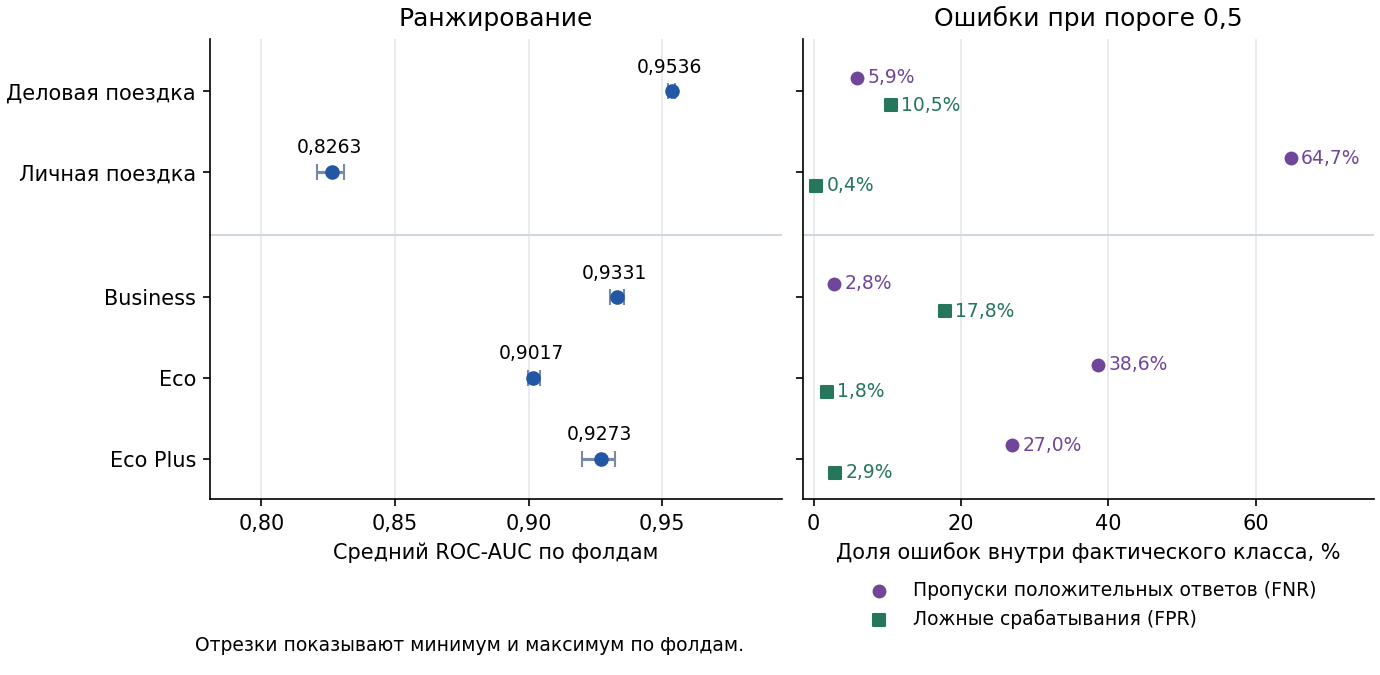 Ранжирование
Ошибки при пороге 0,5
Деловая поездка
0,9536
5,9%
10,5%
Личная поездка
0,8263
64,7%
0,4%
Business
0,9331
2,8%
17,8%
Eco
0,9017
38,6%
1,8%
Eco Plus
0,9273
27,0%
2,9%
0,80 0,85 0,90 0,95
0 20 40 60
Средний ROC-AUC по фолдам
Доля ошибок внутри фактического класса, %
Пропуски положительных ответов (FNR)
Ложные срабатывания (FPR)
Отрезки показывают минимум и максимум по фолдам.